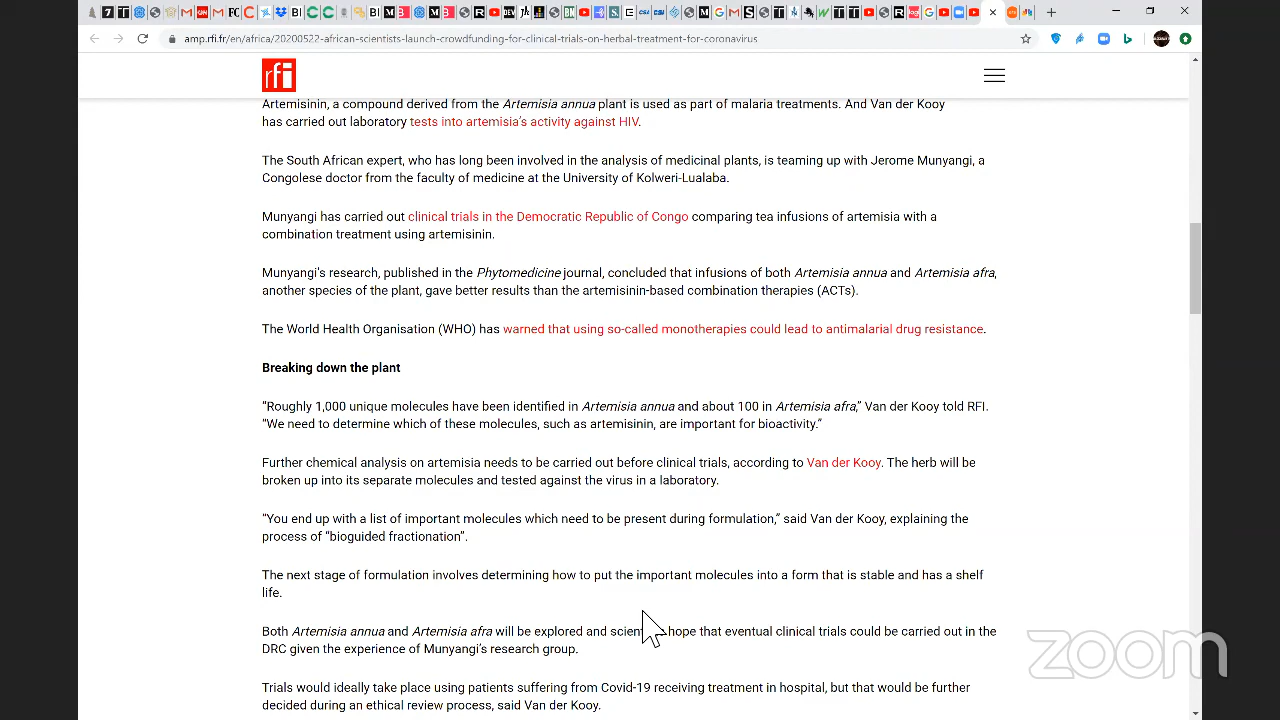 amp.rfi.fr/en/africa/20200522-african-scientists-launch-crowdfunding-for-clinical-trials-on-herbal-treatment-for-coronavirus
rfi
Artemisinin, a compound derived from the Artemisia annua plant is used as part of malaria treatments. And Van der Kooy
has carried out laboratory tests into artemisia's activity against HIV.
The South African expert, who has long been involved in the analysis of medicinal plants, is teaming up with Jerome Munyangi, a
Congolese doctor from the faculty of medicine at the University of Kolweri-Lualaba.
Munyangi has carried out clinical trials in the Democratic Republic of Congo comparing tea infusions of artemisia with a
combination treatment using artemisinin.
Munyangi's research, published in the Phytomedicine journal, concluded that infusions of both Artemisia annua and Artemisia afra,
another species of the plant, gave better results than the artemisinin-based combination therapies (ACTs).
The World Health Organisation (WHO) has warned that using so-called monotherapies could lead to antimalarial drug resistance.
Breaking down the plant
“Roughly 1,000 unique molecules have been identified in Artemisia annua and about 100 in Artemisia afra,” Van der Kooy told RFI.
“We need to determine which of these molecules, such as artemisinin, are important for bioactivity.”
Further chemical analysis on artemisia needs to be carried out before clinical trials, according to Van der Kooy. The herb will be
broken up into its separate molecules and tested against the virus in a laboratory.
“You end up with a list of important molecules which need to be present during formulation,” said Van der Kooy, explaining the
process of “bioguided fractionation”.
The next stage of formulation involves determining how to put the important molecules into a form that is stable and has a shelf
life.
Both Artemisia annua and Artemisia afra will be explored and scient hope that eventual clinical trials could be carried out in the
DRC given the experience of Munyangi's research group.
zoom
Trials would ideally take place using patients suffering from Covid-19 receiving treatment in hospital, but that would be further
decided during an ethical review process, said Van der Kooy.